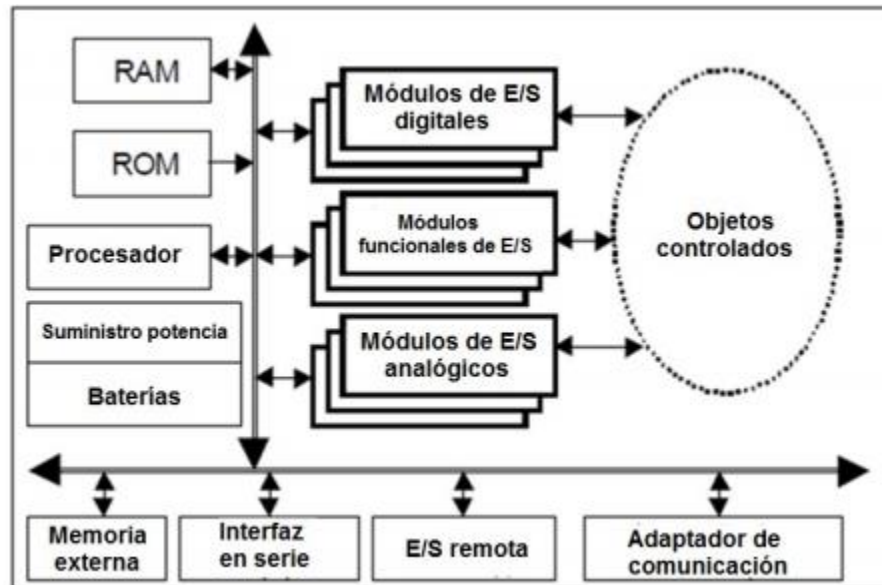 RAM
ROM
Procesador
Suministro potencia
Baterías
Módulos de E/S
digitales
Módulos
funcionales de E/S
Módulos de E/S
analógicos
Objetos
controlados
Memoria
externa
Interfaz
en serie
E/S remota
Adaptador de
comunicación